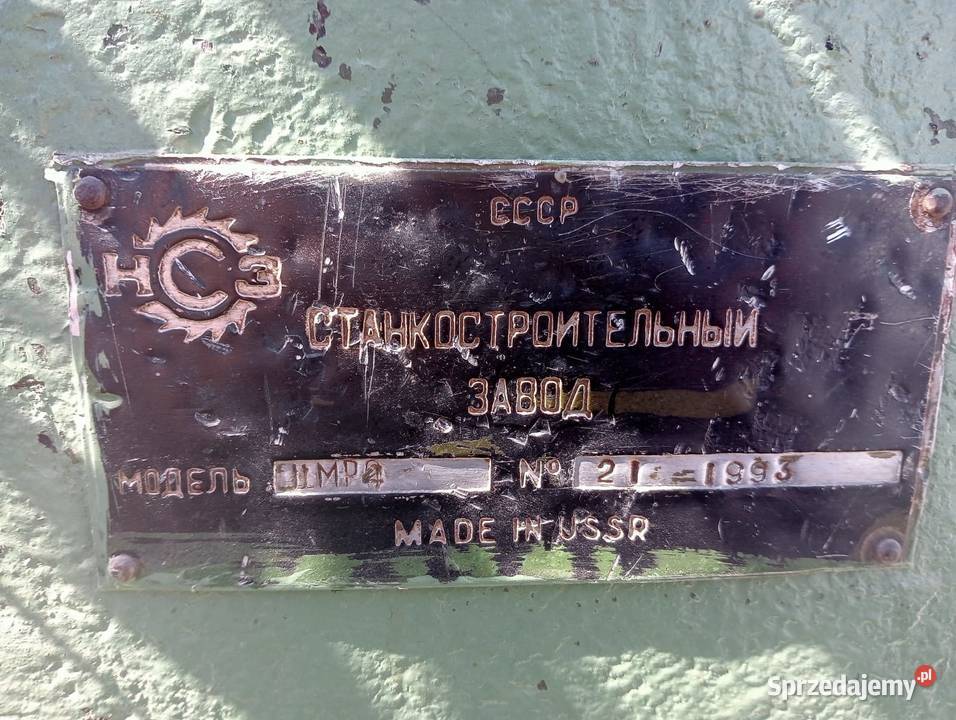 СССР
НСЗ
СТАНКОСТРОИТЕЛЬНЫЙ
ЗАВОД
МОДЕЛЬ ШМР4 № 21-1993
MADE IN USSR
Sprzedajemy.pl